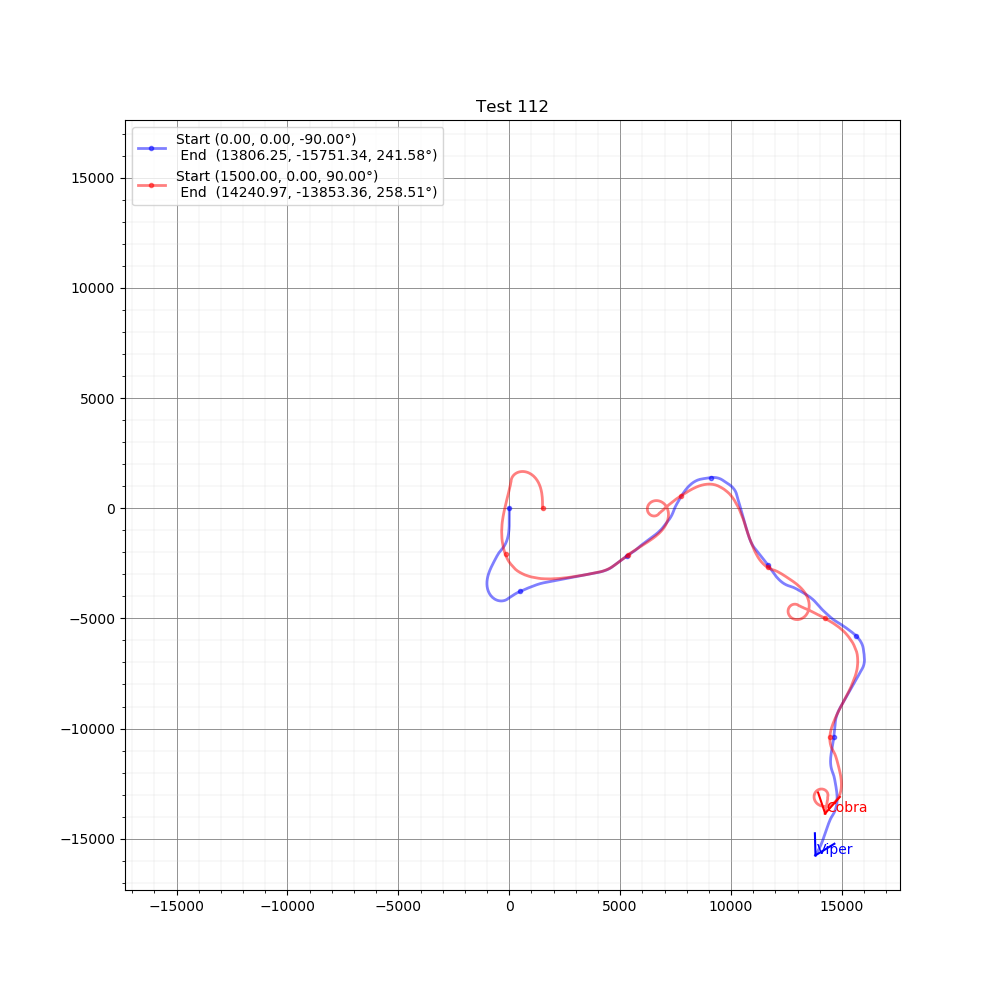 Test 112
Start (0.00, 0.00, -90.00°)
End  (13806.25, -15751.34, 241.58°)
Start (1500.00, 0.00, 90.00°)
End  (14240.97, -13853.36, 258.51°)
15000
10000
5000
0
−5000
−10000
−15000
Cobra
Viper
−15000 −10000 −5000 0 5000 10000 15000